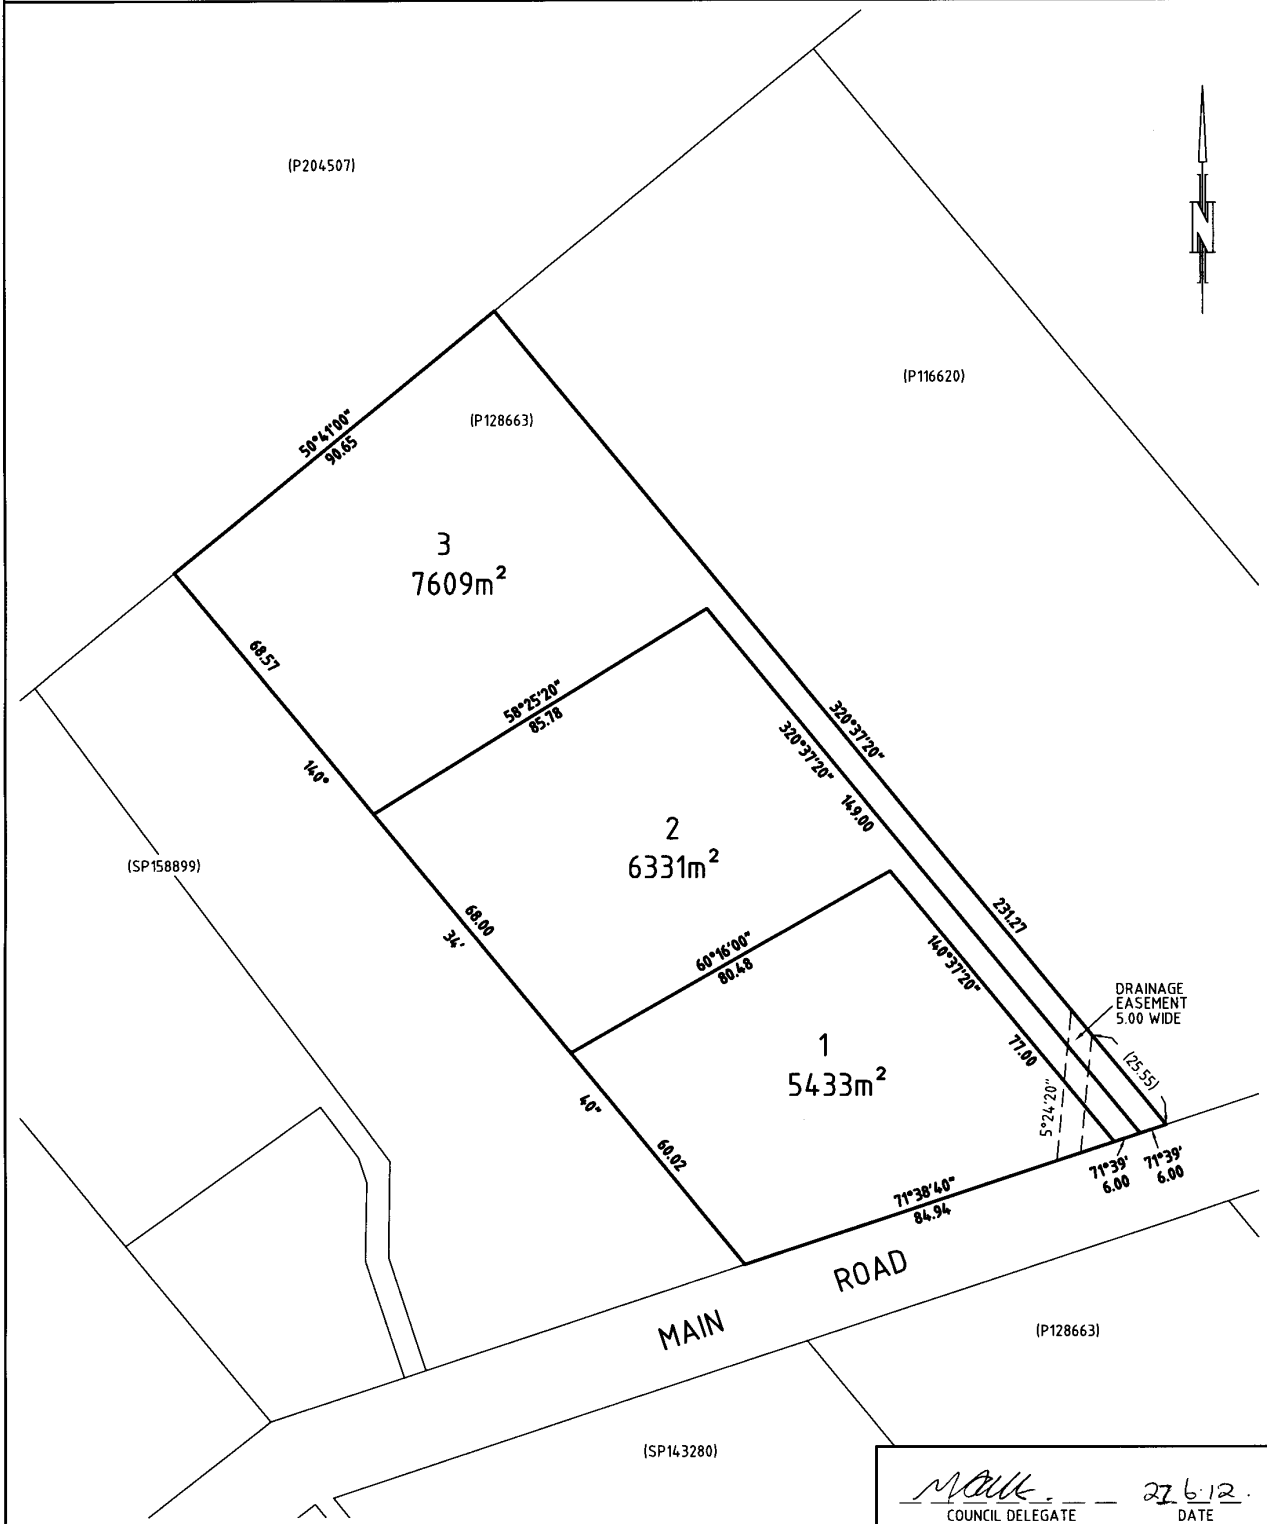 (P204507)
N
(P116620)
50°41'00"
90.65
(P128663)
3
7609m²
68.57
58°25'20"
85.78
320°37'20"
320°37'20"
149.00
140°
2
6331m²
(SP158899)
68.00
34'
231.27
60°16'00"
80.48
140°37'20"
DRAINAGE
EASEMENT
5.00 WIDE
1
5433m²
77.00
(25.55)
5°24'20"
40"
60.02
71°39'
6.00
71°39'
6.00
71°38'40"
84.94
MAIN ROAD
(P128663)
(SP143280)
27.6.12.
COUNCIL DELEGATE
DATE